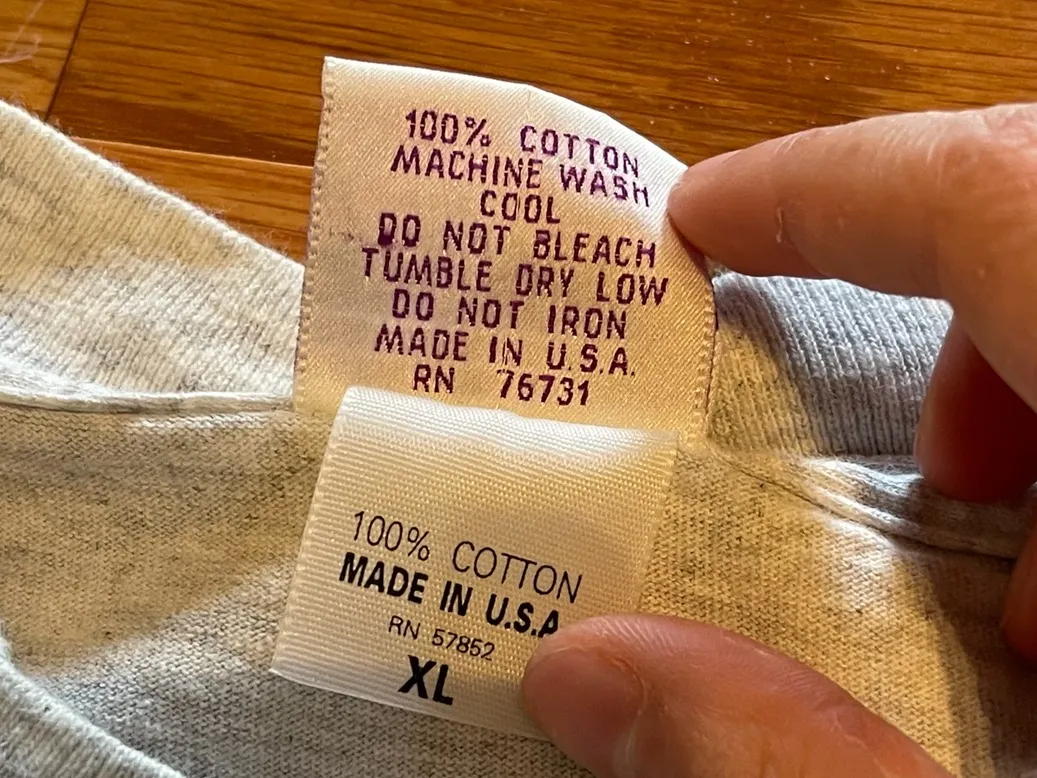 100% COTTON
MACHINE WASH
COOL
DO NOT BLEACH
TUMBLE DRY LOW
DO NOT IRON
MADE IN U.S.A.
RN 76731
100% COTTON
MADE IN U.S.A
RN 57852
XL